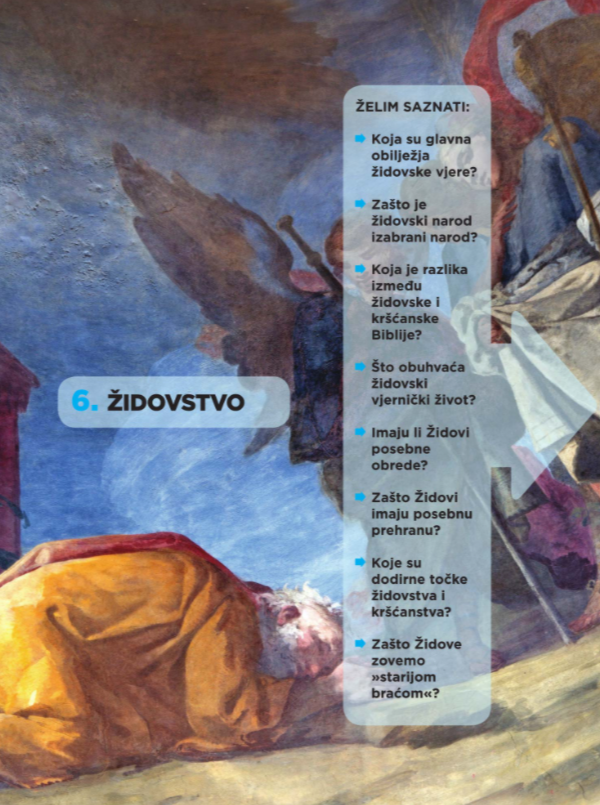 ŽELIM SAZNATI:
Koja su glavna
obilježja
židovske vjere?
Zašto je
židovski narod
izabrani narod?
Koja je razlika
između
židovske i
kršćanske
Biblije?
Što obuhvaća
židovski
vjernički život?
Imaju li Židovi
posebne
obrede?
Zašto Židovi
imaju posebnu
prehranu?
Koje su
dodirne točke
židovstva i
kršćanstva?
Zašto Židove
zovemo
»starijom
braćom«?
6. ŽIDOVSTVO